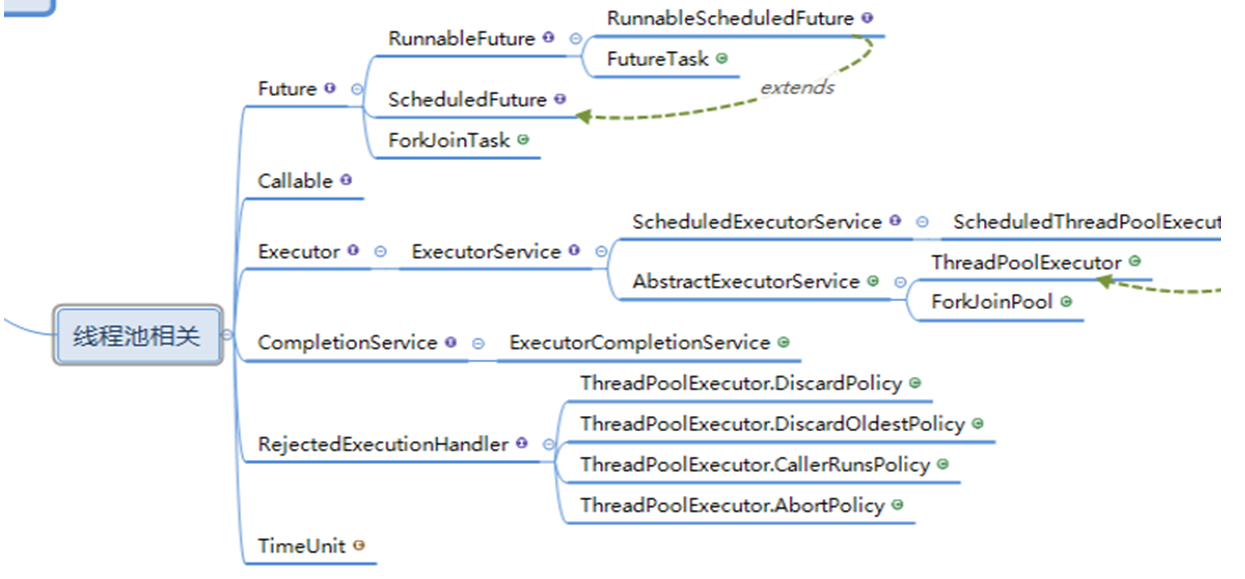 RunnableScheduledFuture
RunnableFuture
FutureTask
extends
Future
ScheduledFuture
ForkJoinTask
Callable
ScheduledExecutorService
ScheduledThreadPoolExecut
Executor
ExecutorService
ThreadPoolExecutor
AbstractExecutorService
ForkJoinPool
线程池相关
CompletionService
ExecutorCompletionService
ThreadPoolExecutor.DiscardPolicy
ThreadPoolExecutor.DiscardOldestPolicy
RejectedExecutionHandler
ThreadPoolExecutor.CallerRunsPolicy
ThreadPoolExecutor.AbortPolicy
TimeUnit